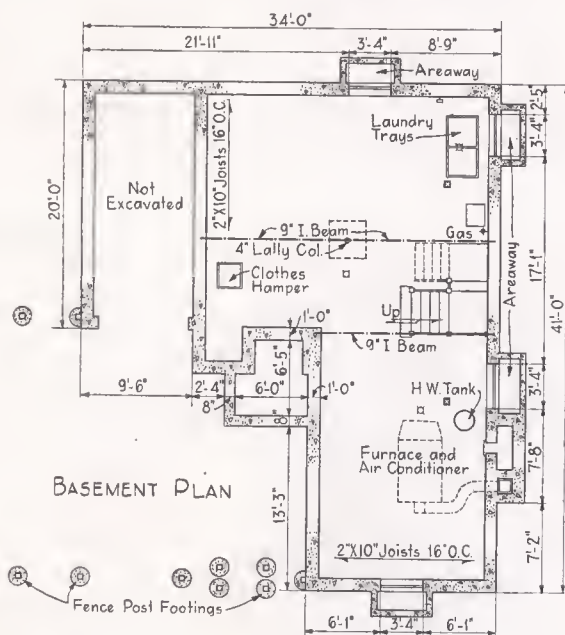 34'-0"
21'-11"
3'-4"
8'-9"
Areaway
2'-5"
3'-4"
Laundry
Trays
2"X10" Joists 16" O.C.
Not
Excavated
20'-0"
9" I. Beam
4" Lally Col.
Gas
Clothes
Hamper
Up
17'-1"
Areaway
41'-0"
1'-0"
9" I Beam
6'-5"
9'-6"
2'-4"
6'-0"
1'-0"
8"
8"
H.W. Tank
3'-4"
Furnace and
Air Conditioner
7'-8"
BASEMENT PLAN
13'-3"
7'-2"
2"X10" Joists 16" O.C.
Fence Post Footings
6'-1"
3'-4"
6'-1"